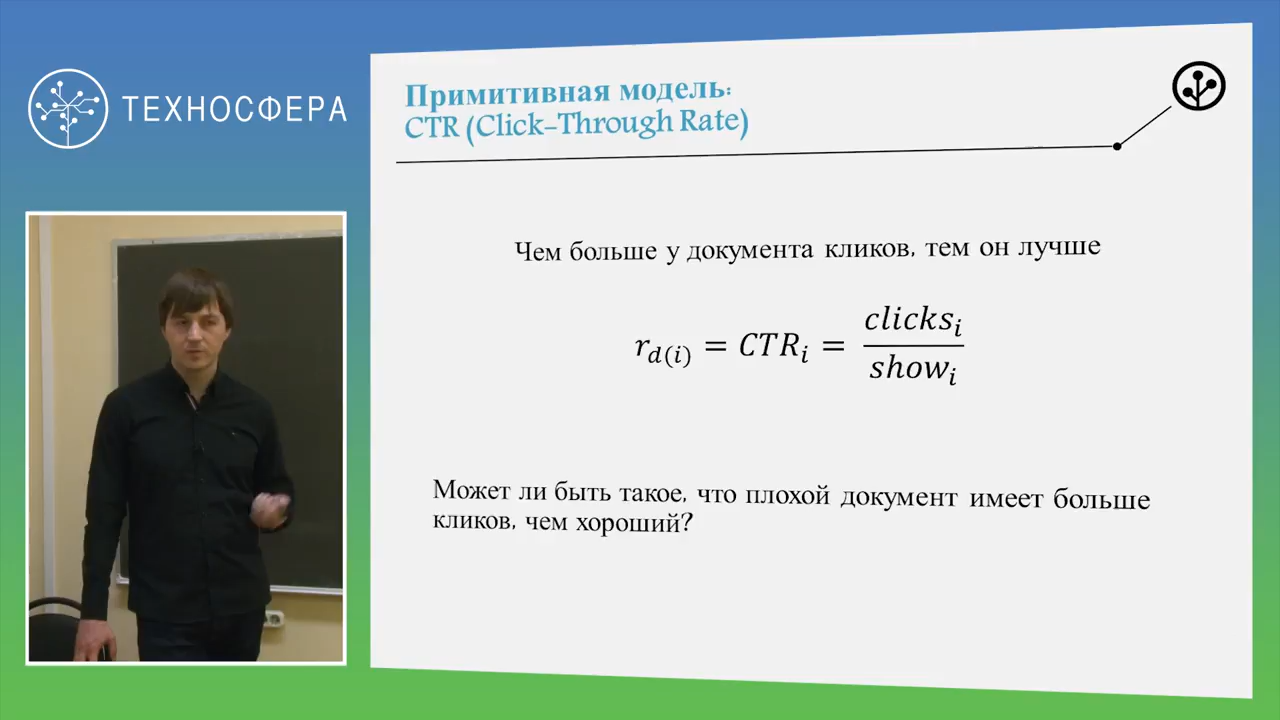 ТЕХНОСФЕРА
Примитивная модель:
CTR (Click-Through Rate)
Чем больше у документа кликов, тем он лучше
r_{d(i)} = CTR_i = \frac{clicks_i}{show_i}
Может ли быть такое, что плохой документ имеет больше
кликов, чем хороший?